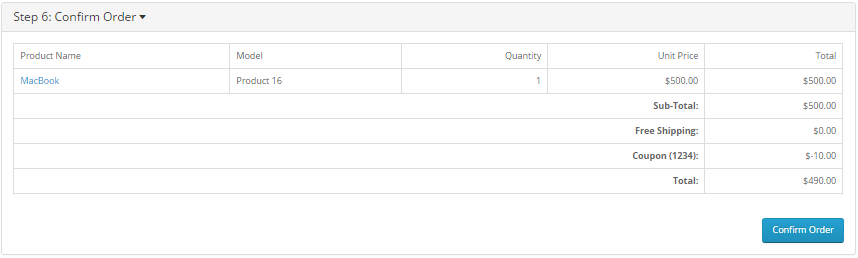 Step 6: Confirm Order
Product Name Model Quantity Unit Price Total
MacBook Product 16 1 $500.00 $500.00
Sub-Total: $500.00
Free Shipping: $0.00
Coupon (1234): $-10.00
Total: $490.00
Confirm Order